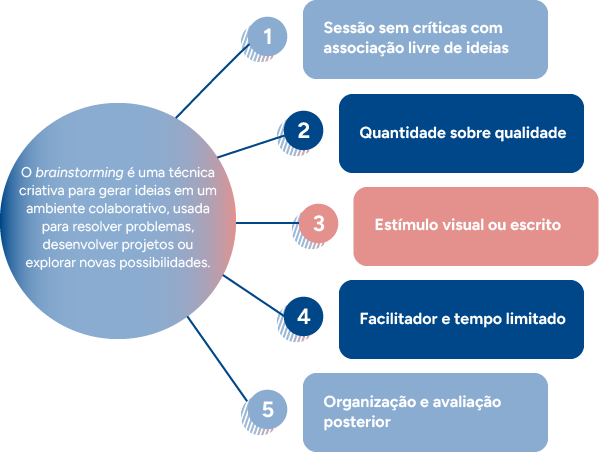 O brainstorming é uma técnica
criativa para gerar ideias em um
ambiente colaborativo, usada
para resolver problemas,
desenvolver projetos ou
explorar novas possibilidades.
1
Sessão sem críticas com
associação livre de ideias
2
Quantidade sobre qualidade
3
Estímulo visual ou escrito
4
Facilitador e tempo limitado
5
Organização e avaliação
posterior